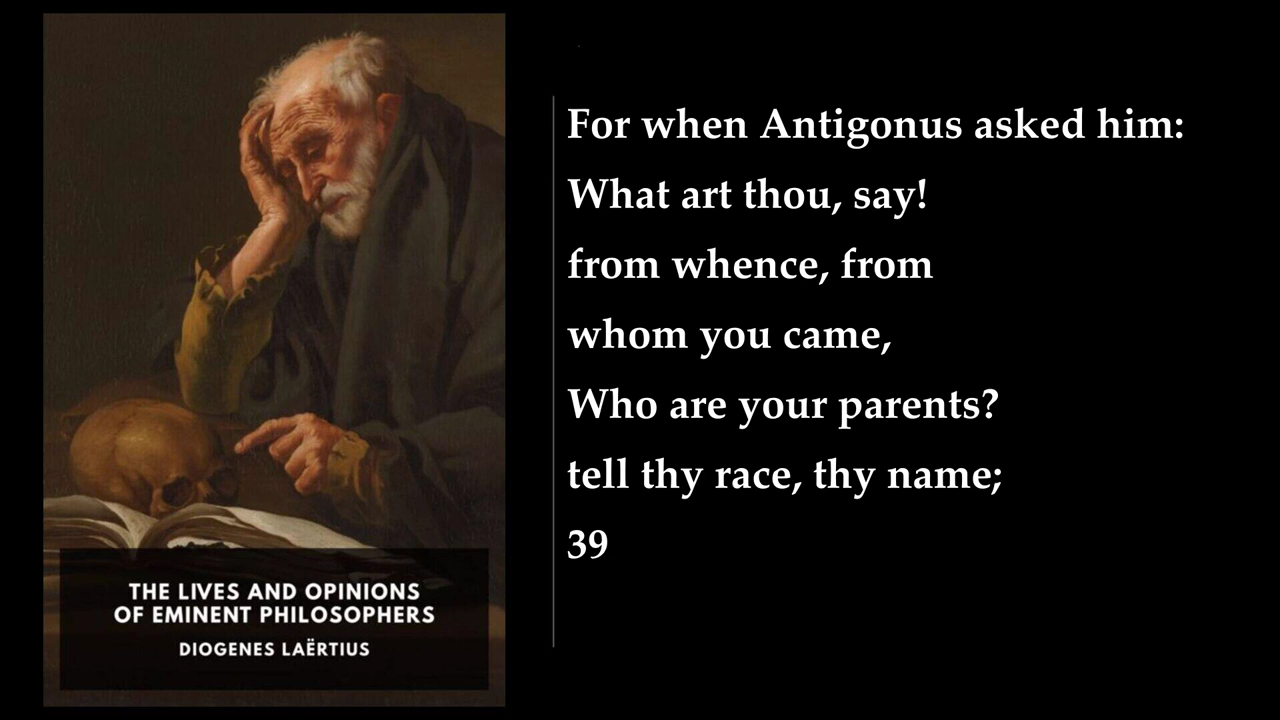 THE LIVES AND OPINIONS
OF EMINENT PHILOSOPHERS
DIOGENES LAËRTIUS
For when Antigonus asked him:
What art thou, say!
from whence, from
whom you came,
Who are your parents?
tell thy race, thy name;
39